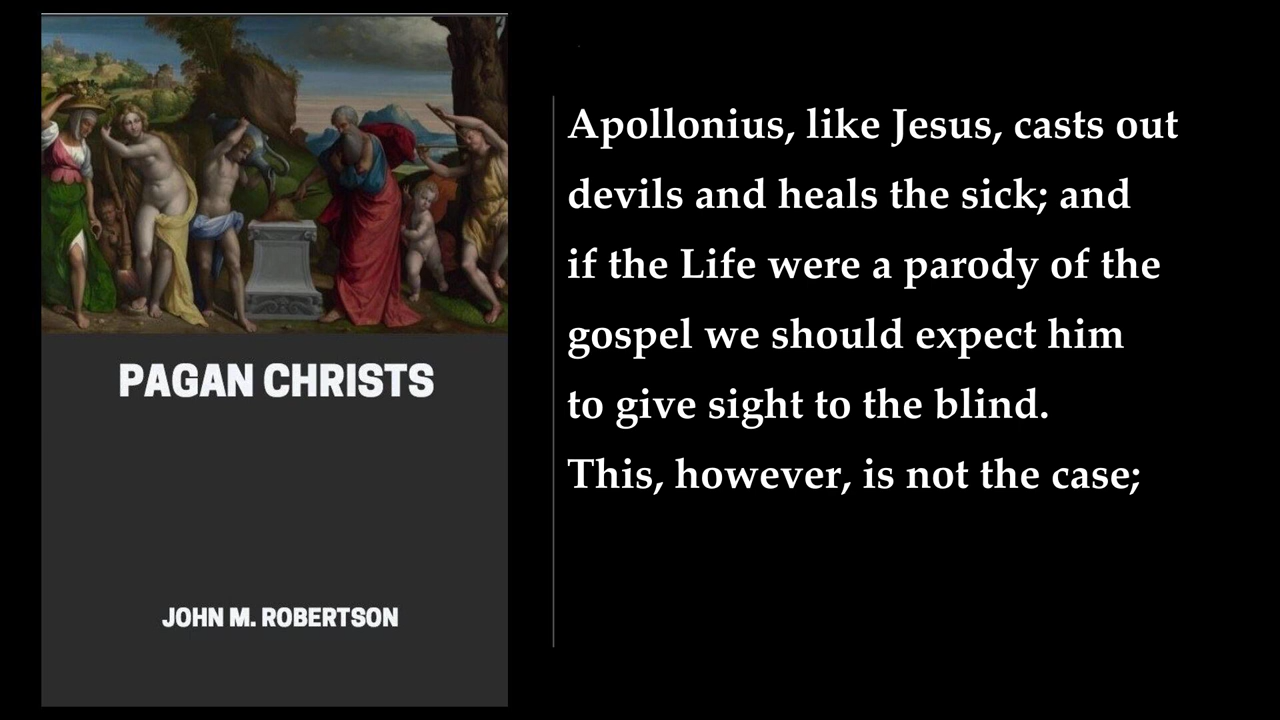 PAGAN CHRISTS
JOHN M. ROBERTSON
Apollonius, like Jesus, casts out
devils and heals the sick; and
if the Life were a parody of the
gospel we should expect him
to give sight to the blind.
This, however, is not the case;